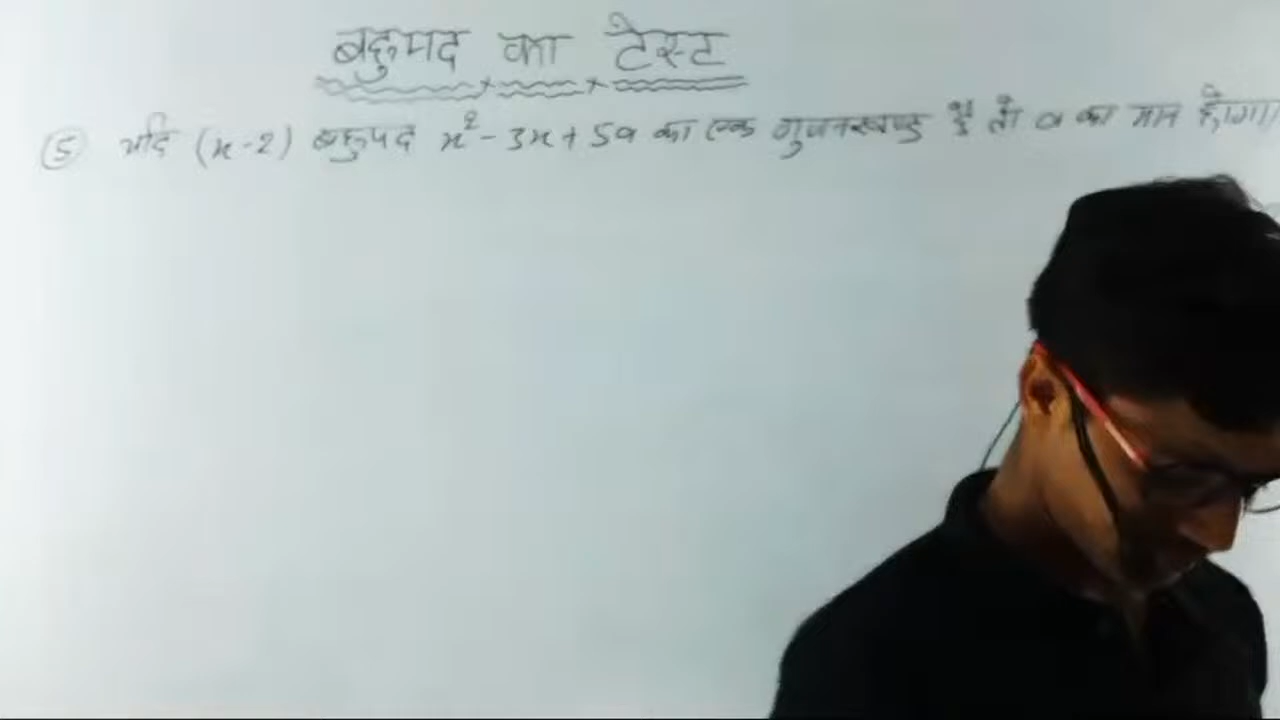 बहुपद का टेस्ट
(5) यदि (x-2) बहुपद x² - 3x + 5a का एक गुणनखण्ड है तो a का मान होगा।